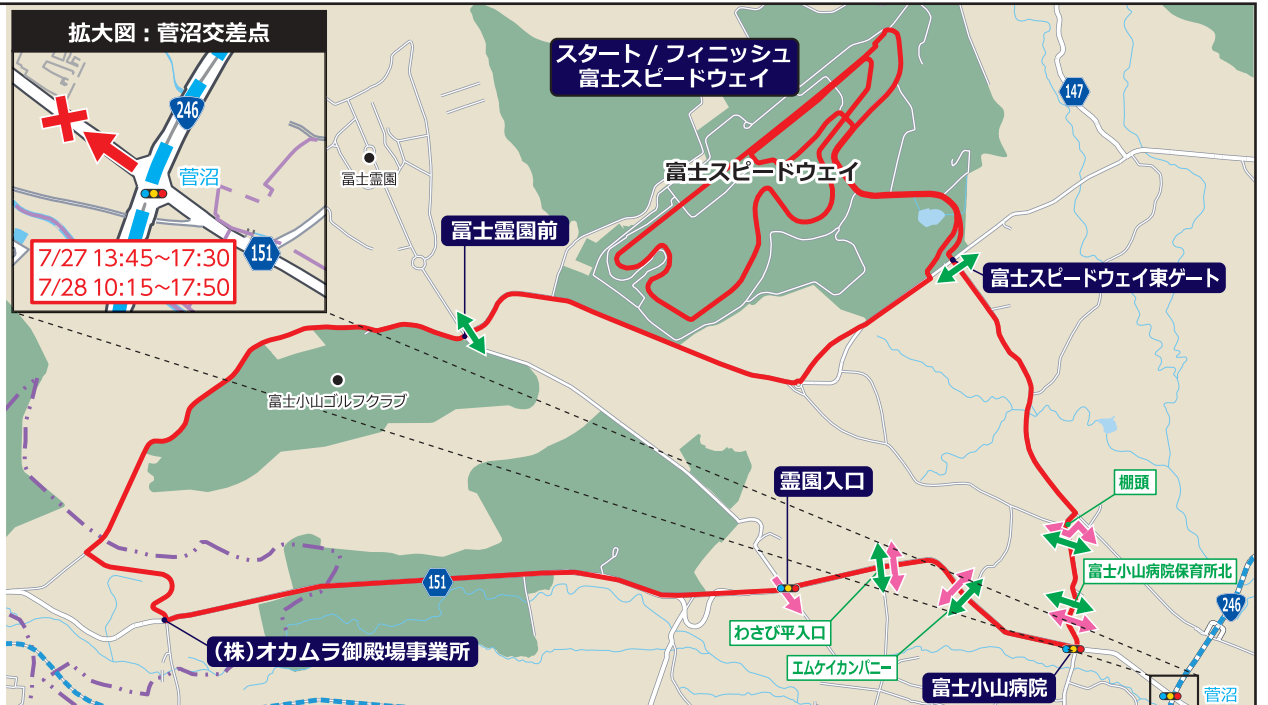 拡大図：菅沼交差点
246
菅沼
151
7/27 13:45〜17:30
7/28 10:15〜17:50
スタート / フィニッシュ
富士スピードウェイ
147
富士霊園
富士スピードウェイ
冨士霊園前
富士スピードウェイ東ゲート
富士小山ゴルフクラブ
霊園入口
棚頭
151
富士小山病院保育所北
246
わさび平入口
(株)オカムラ御殿場事業所
エムケイカンパニー
富士小山病院
菅沼